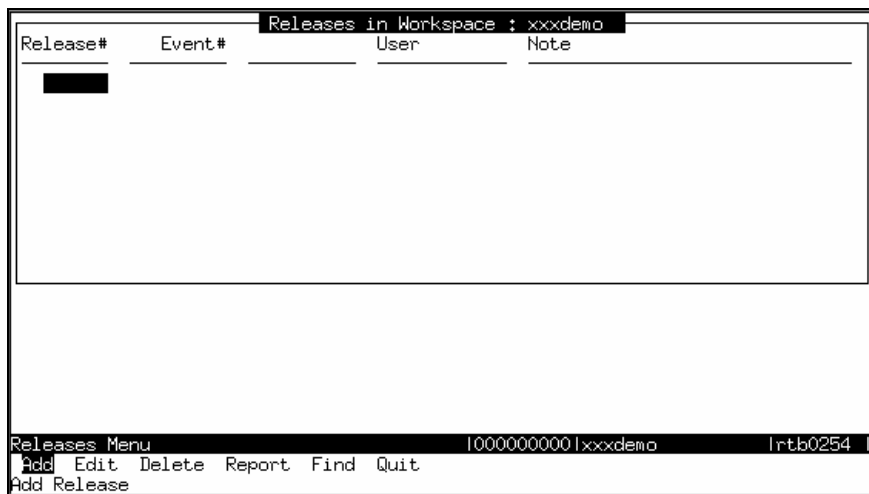 Releases in Workspace : xxxdemo
Release# Event# User Note
Releases Menu |000000000|xxxdemo |rtb0254 |
Add Edit Delete Report Find Quit
Add Release